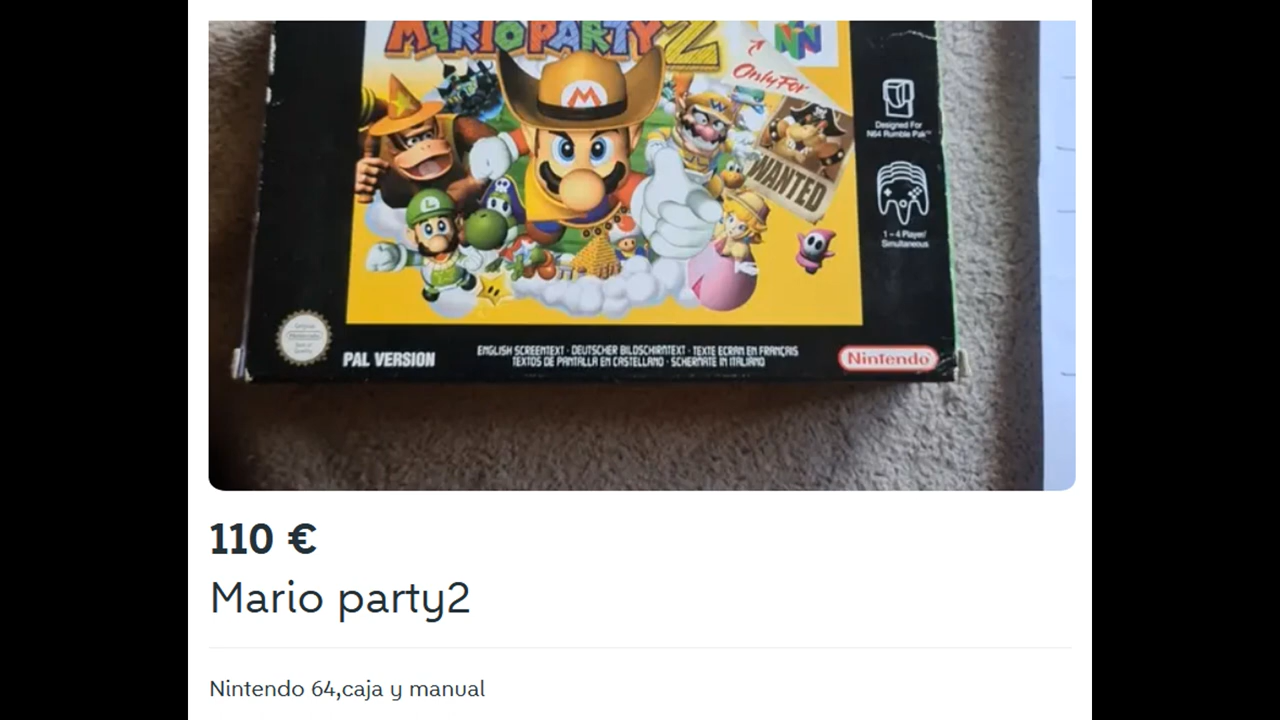 MARIO PARTY 2
Only For
Designed For
N64 Rumble Pak™
WANTED
1-4 Player/
Simultaneous
PAL VERSION
ENGLISH SCREENTEXT · DEUTSCHER BILDSCHIRMTEXT · TEXTE ECRAN EN FRANÇAIS
TEXTOS DE PANTALLA EN CASTELLANO · SCHERMATE IN ITALIANO
Nintendo
110 €
Mario party2
Nintendo 64,caja y manual